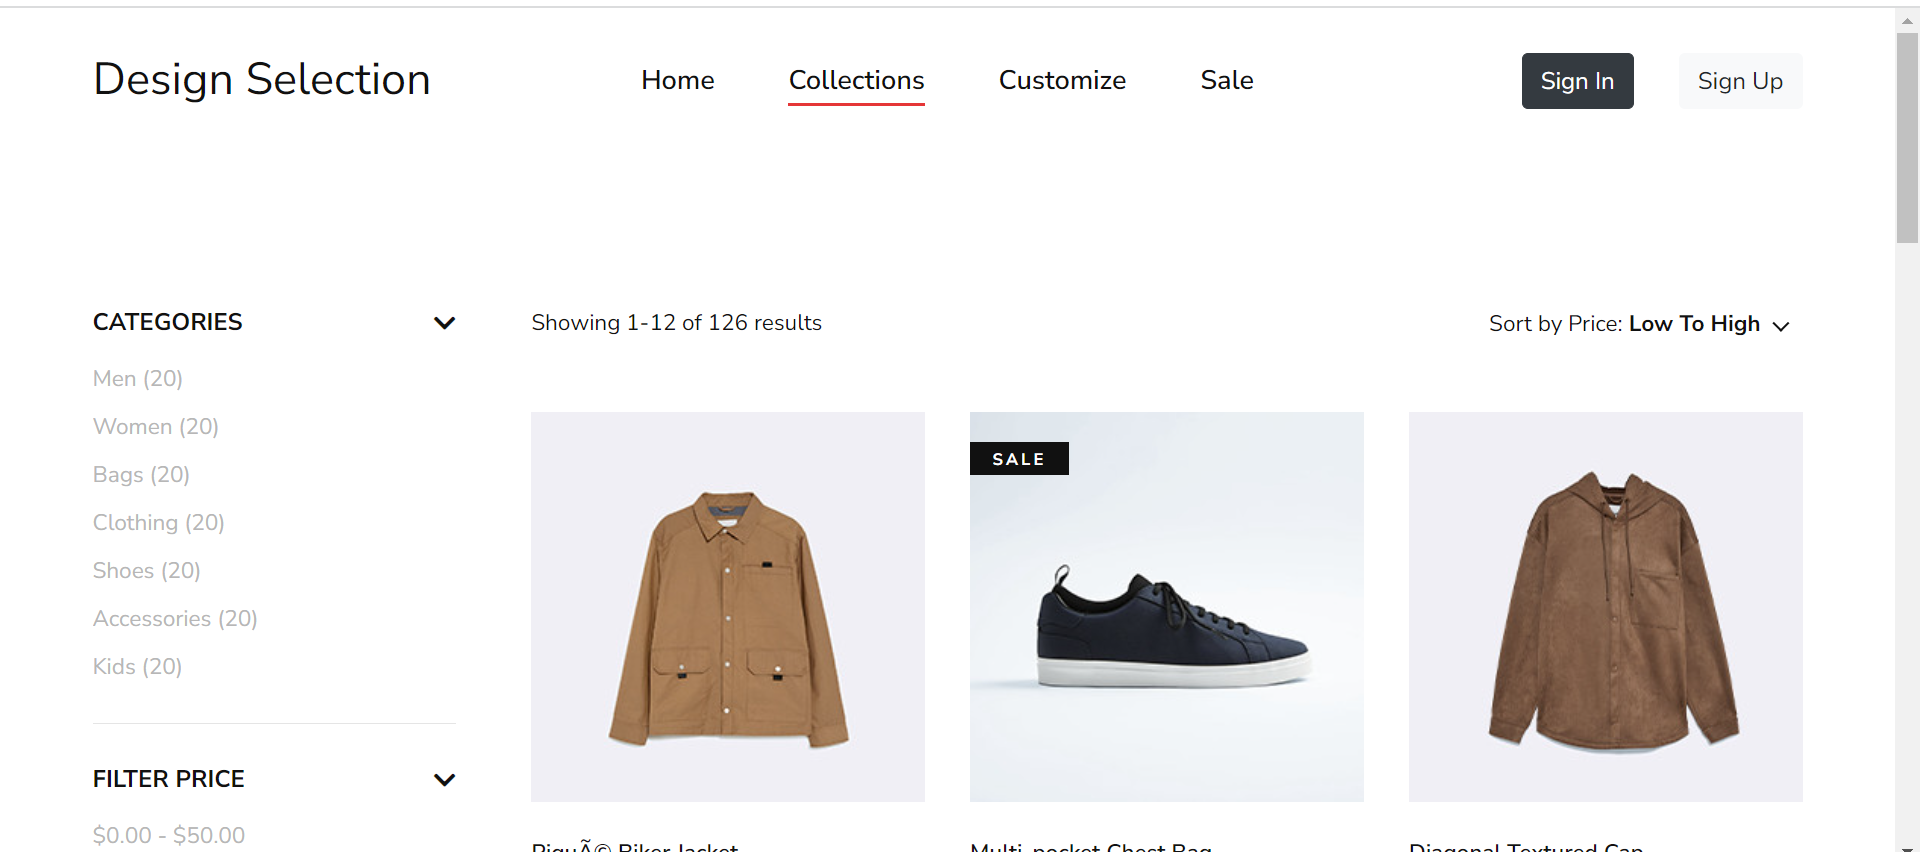 Design Selection
Home
Collections
Customize
Sale
Sign In
Sign Up
CATEGORIES
Men (20)
Women (20)
Bags (20)
Clothing (20)
Shoes (20)
Accessories (20)
Kids (20)
FILTER PRICE
$0.00 - $50.00
Showing 1-12 of 126 results
Sort by Price: Low To High
SALE
PiquÃ© Biker Jacket
Multi-pocket Chest Bag
Diagonal Textured Cap